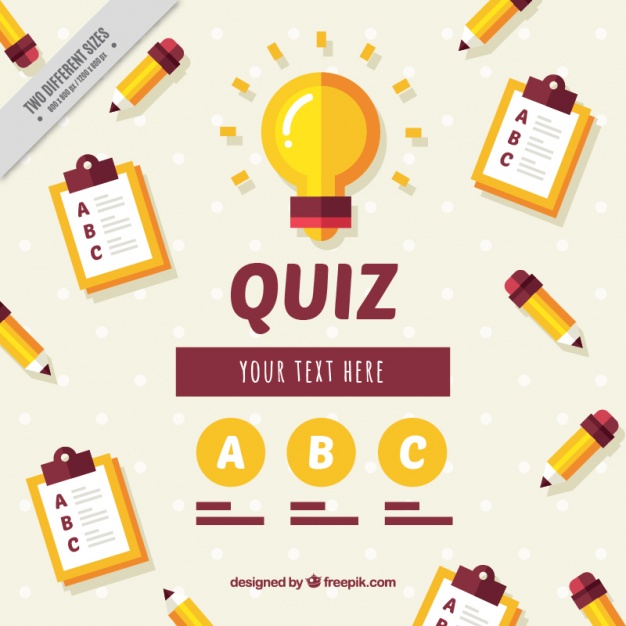 TWO DIFFERENT SIZES
800 x 800 px / 1200 x 800 px
A
B
C
A
B
C
QUIZ
YOUR TEXT HERE
A B C
A
B
C
A
B
C
designed by freepik.com